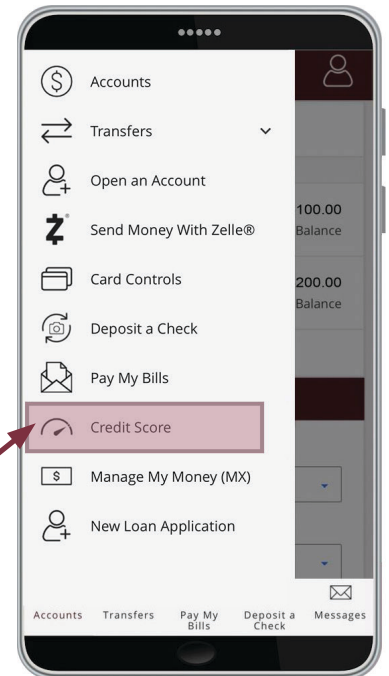 $ Accounts
Transfers
Open an Account
Send Money With Zelle®
Card Controls
Deposit a Check
Pay My Bills
Credit Score
$ Manage My Money (MX)
New Loan Application
100.00
Balance
200.00
Balance
Accounts
Transfers
Pay My
Bills
Deposit a
Check
Messages